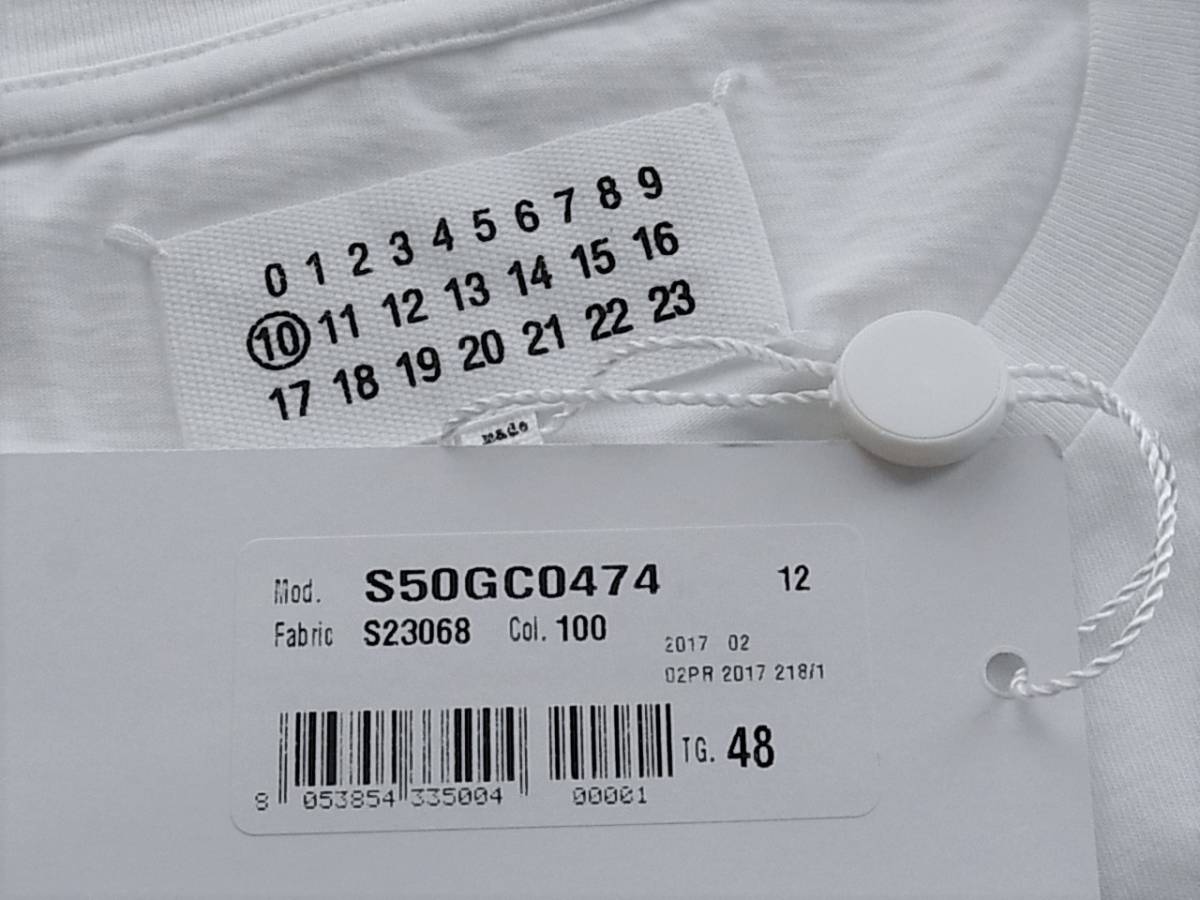 0 1 2 3 4 5 6 7 8 9
10 11 12 13 14 15 16
17 18 19 20 21 22 23
made
Mod. S50GC0474 12
Fabric S23068 Col. 100
2017 02
02PR 2017 218/1
TG. 48
8 053854 335004 00001